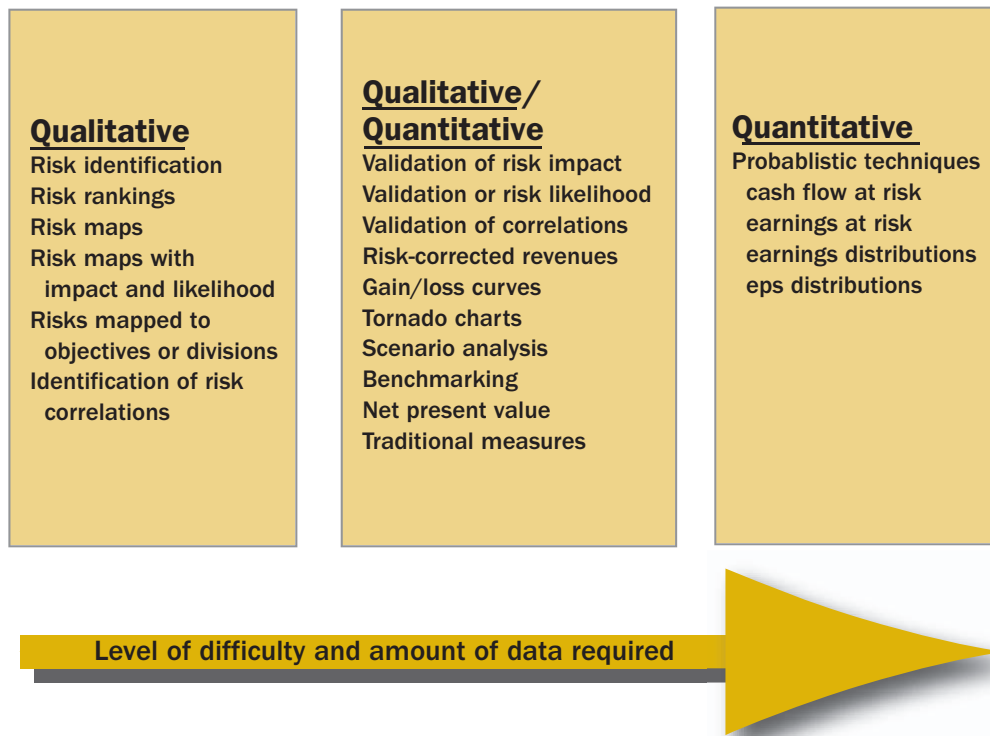 Qualitative
Risk identification
Risk rankings
Risk maps
Risk maps with
impact and likelihood
Risks mapped to
objectives or divisions
Identification of risk
correlations
Qualitative/
Quantitative
Validation of risk impact
Validation or risk likelihood
Validation of correlations
Risk-corrected revenues
Gain/loss curves
Tornado charts
Scenario analysis
Benchmarking
Net present value
Traditional measures
Quantitative
Probablistic techniques
cash flow at risk
earnings at risk
earnings distributions
eps distributions
Level of difficulty and amount of data required